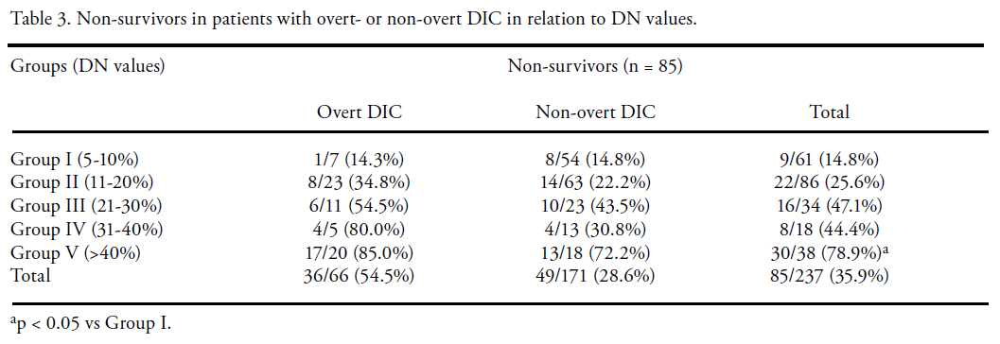 Table 3. Non-survivors in patients with overt- or non-overt DIC in relation to DN values.
Groups (DN values) Non-survivors (n = 85)
Overt DIC Non-overt DIC Total
Group I (5-10%) 1/7 (14.3%) 8/54 (14.8%) 9/61 (14.8%)
Group II (11-20%) 8/23 (34.8%) 14/63 (22.2%) 22/86 (25.6%)
Group III (21-30%) 6/11 (54.5%) 10/23 (43.5%) 16/34 (47.1%)
Group IV (31-40%) 4/5 (80.0%) 4/13 (30.8%) 8/18 (44.4%)
Group V (>40%) 17/20 (85.0%) 13/18 (72.2%) 30/38 (78.9%)a
Total 36/66 (54.5%) 49/171 (28.6%) 85/237 (35.9%)
ap < 0.05 vs Group I.